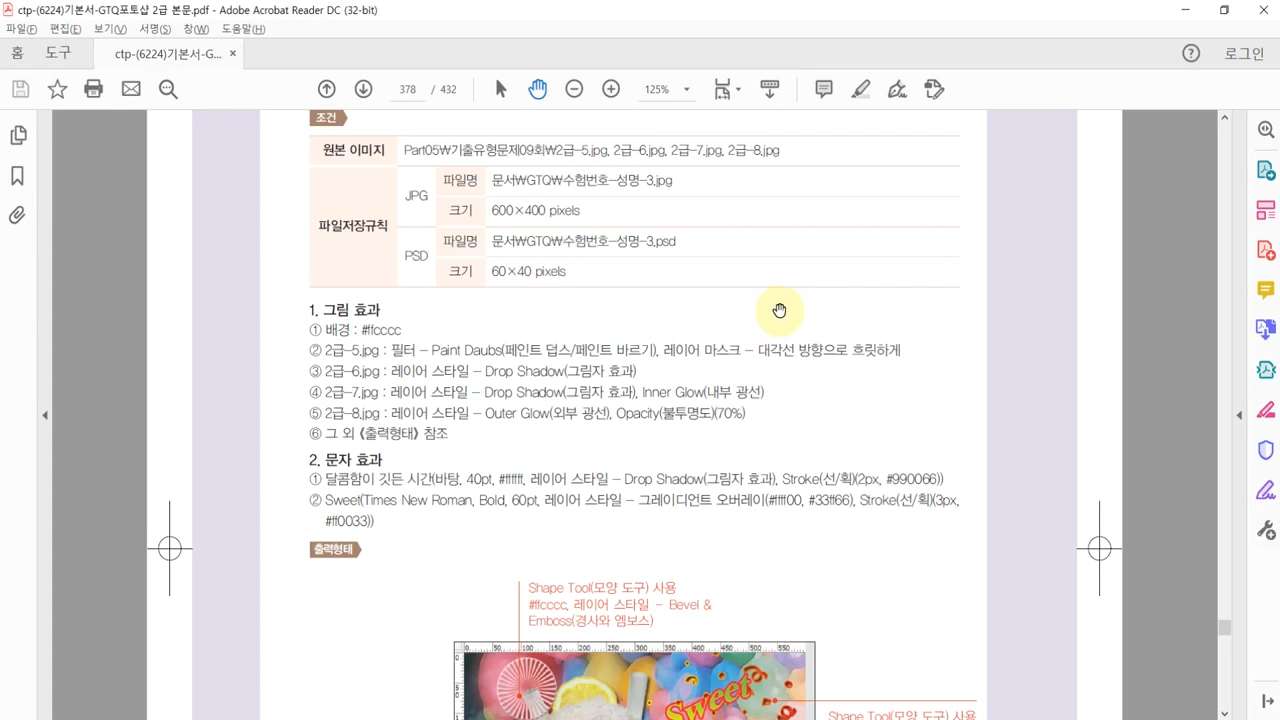 ctp-(6224)기본서-GTQ포토샵 2급 본문.pdf - Adobe Acrobat Reader DC (32-bit)
파일(F) 편집(E) 보기(V) 서명(S) 창(W) 도움말(H)
홈 도구 ctp-(6224)기본서-G... × 로그인
378 / 432 125%
조건
원본 이미지 Part05₩기출유형문제09회₩2급-5.jpg, 2급-6.jpg, 2급-7.jpg, 2급-8.jpg
파일저장규칙 JPG 파일명 문서₩GTQ₩수험번호-성명-3.jpg
크기 600×400 pixels
PSD 파일명 문서₩GTQ₩수험번호-성명-3.psd
크기 60×40 pixels
1. 그림 효과
① 배경 : #ffcccc
② 2급-5.jpg : 필터 - Paint Daubs(페인트 덥스/페인트 바르기), 레이어 마스크 - 대각선 방향으로 흐릿하게
③ 2급-6.jpg : 레이어 스타일 - Drop Shadow(그림자 효과)
④ 2급-7.jpg : 레이어 스타일 - Drop Shadow(그림자 효과), Inner Glow(내부 광선)
⑤ 2급-8.jpg : 레이어 스타일 - Outer Glow(외부 광선), Opacity(불투명도)(70%)
⑥ 그 외 《출력형태》 참조
2. 문자 효과
① 달콤함이 깃든 시간(바탕, 40pt, #ffffff, 레이어 스타일 - Drop Shadow(그림자 효과), Stroke(선/획)(2px, #990066))
② Sweet(Times New Roman, Bold, 60pt, 레이어 스타일 - 그레이디언트 오버레이(#ffff00, #33ff66), Stroke(선/획)(3px,
#ff0033))
출력형태
Shape Tool(모양 도구) 사용
#ffcccc, 레이어 스타일 - Bevel &
Emboss(경사와 엠보스)
0 50 100 150 200 250 300 350 400 450 500 550
Sweet
Shape Tool(모양 도구) 사용